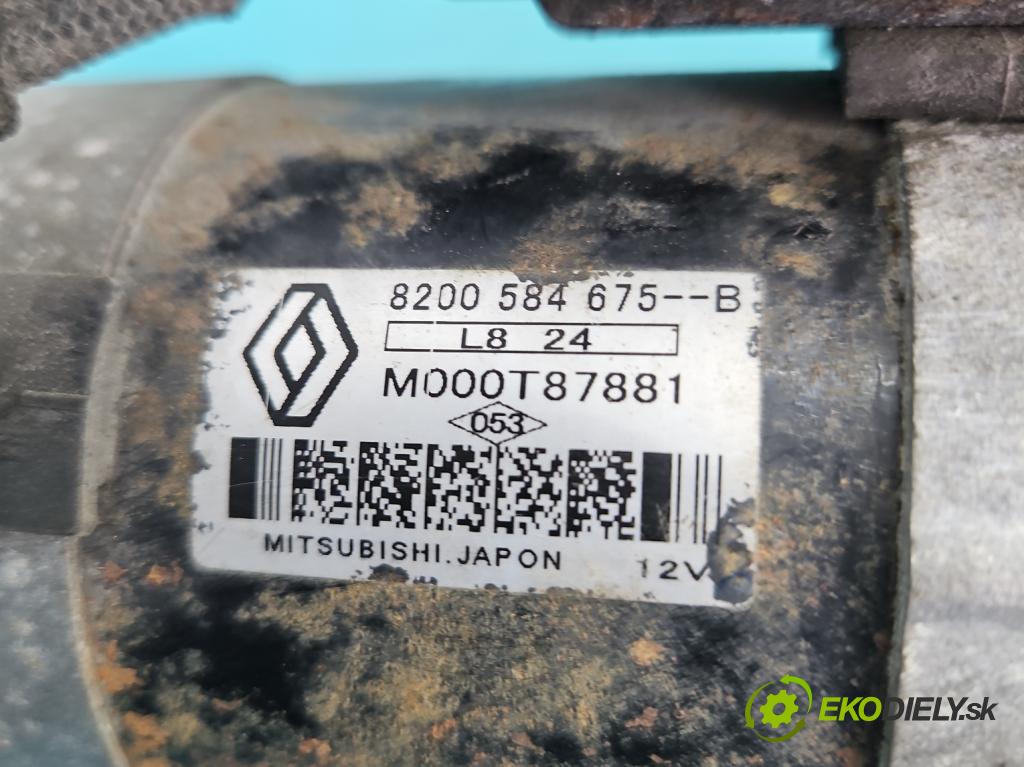 8200 584 675--B
L8 24
M000T87881
053
MITSUBISHI.JAPON 12V
EKODIELY.sk